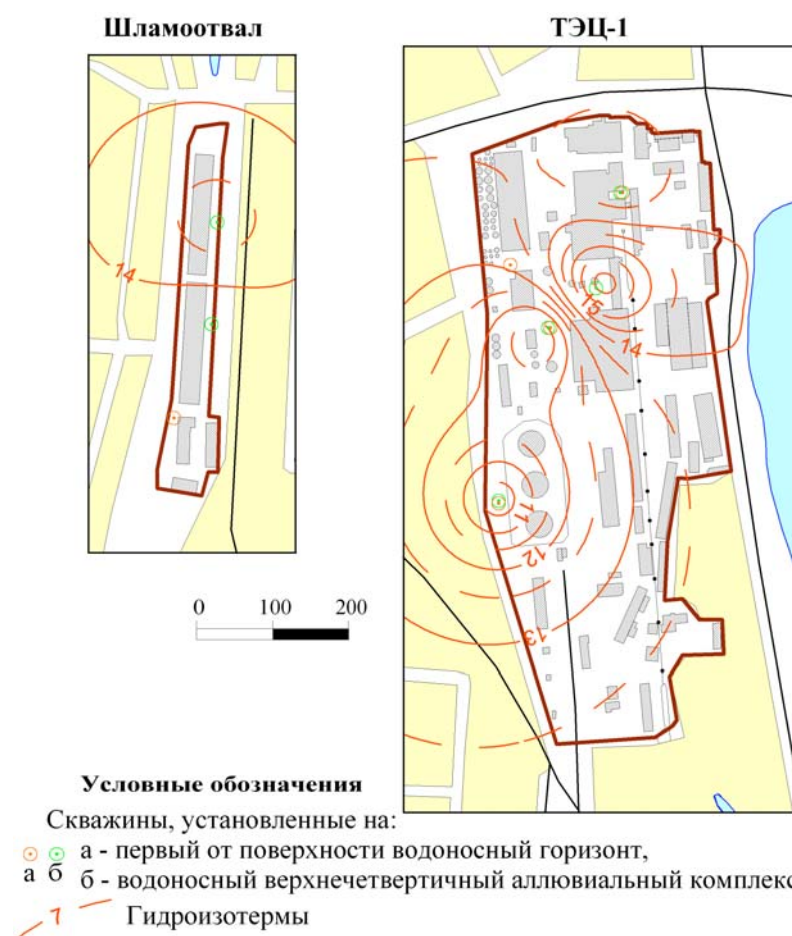 Шламоотвал
ТЭЦ-1
14
15
14
11
12
13
0 100 200
Условные обозначения
Скважины, установленные на:
а - первый от поверхности водоносный горизонт,
а б
б - водоносный верхнечетвертичный аллювиальный комплекс
7
Гидроизотермы